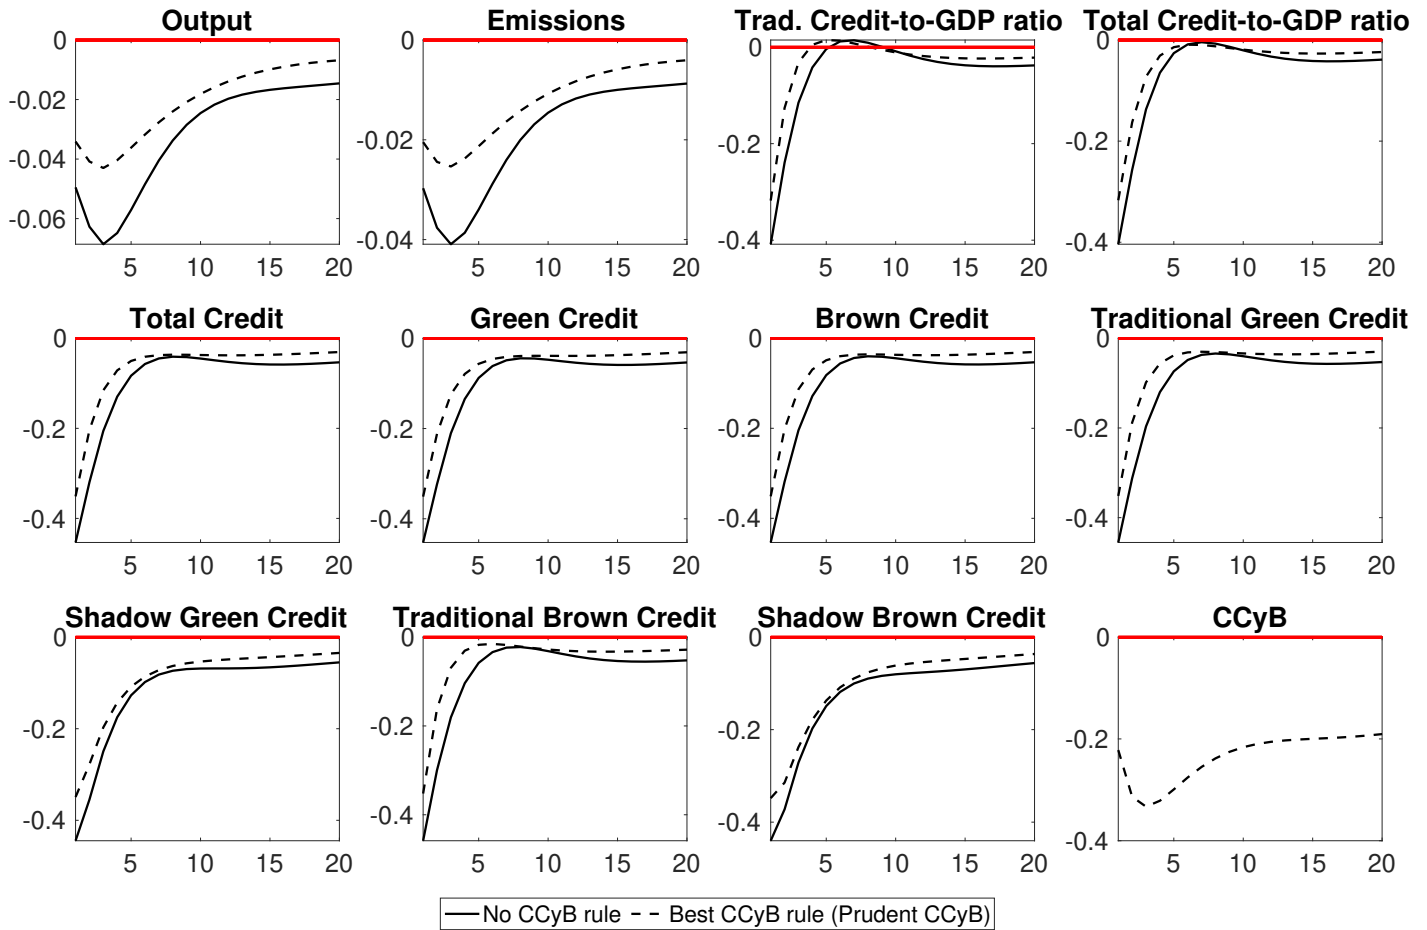 Output
Emissions
Trad. Credit-to-GDP ratio
Total Credit-to-GDP ratio
0
-0.02
-0.04
-0.06
5 10 15 20
0
-0.02
-0.04
5 10 15 20
0
-0.2
-0.4
5 10 15 20
0
-0.1
-0.2
-0.3
-0.4
5 10 15 20
Total Credit
Green Credit
Brown Credit
Traditional Green Credit
0
-0.2
-0.4
5 10 15 20
0
-0.2
-0.4
5 10 15 20
0
-0.2
-0.4
5 10 15 20
0
-0.2
-0.4
5 10 15 20
Shadow Green Credit
Traditional Brown Credit
Shadow Brown Credit
CCyB
0
-0.2
-0.4
5 10 15 20
0
-0.2
-0.4
5 10 15 20
0
-0.2
-0.4
5 10 15 20
0
-0.2
-0.4
5 10 15 20
No CCyB rule
Best CCyB rule (Prudent CCyB)